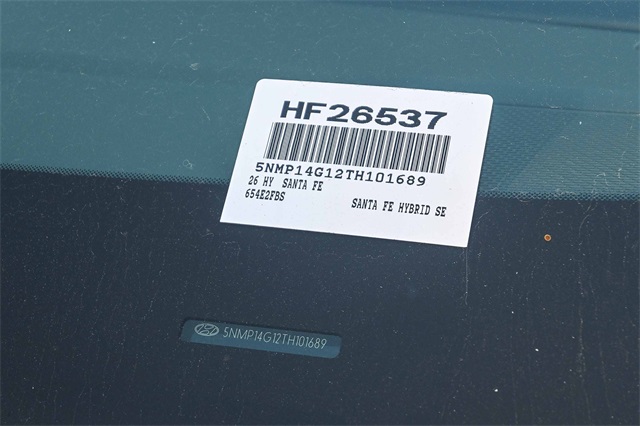 HF26537
5NMP14G12TH101689
26 HY SANTA FE
654E2FBS SANTA FE HYBRID SE
5NMP14G12TH101689